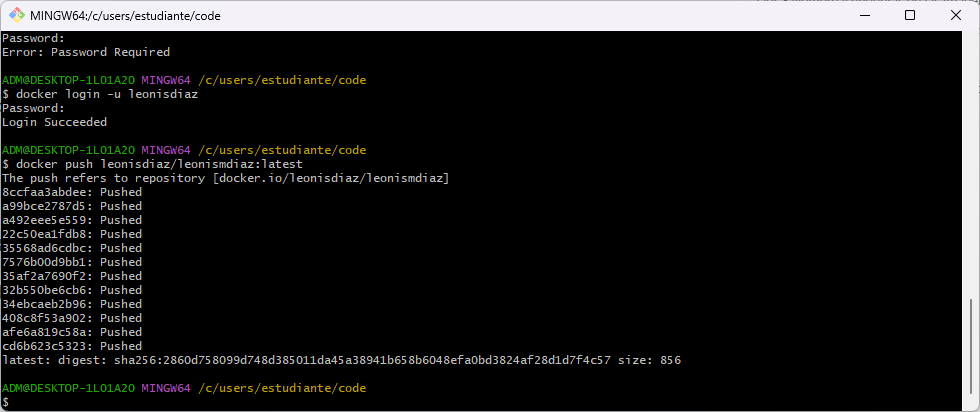 MINGW64:/c/users/estudiante/code
Password:
Error: Password Required
ADM@DESKTOP-1L01A2O MINGW64 /c/users/estudiante/code
$ docker login -u leonisdiaz
Password:
Login Succeeded
ADM@DESKTOP-1L01A2O MINGW64 /c/users/estudiante/code
$ docker push leonisdiaz/leonismdiaz:latest
The push refers to repository [docker.io/leonisdiaz/leonismdiaz]
8ccfaa3abdee: Pushed
a99bce2787d5: Pushed
a492eee5e559: Pushed
22c50ea1fdb8: Pushed
35568ad6cdbc: Pushed
7576b00d9bb1: Pushed
35af2a7690f2: Pushed
32b550be6cb6: Pushed
34ebcaeb2b96: Pushed
408c8f53a902: Pushed
afe6a819c58a: Pushed
cd6b623c5323: Pushed
latest: digest: sha256:2860d758099d748d385011da45a38941b658b6048efa0bd3824af28d1d7f4c57 size: 856
ADM@DESKTOP-1L01A2O MINGW64 /c/users/estudiante/code
$